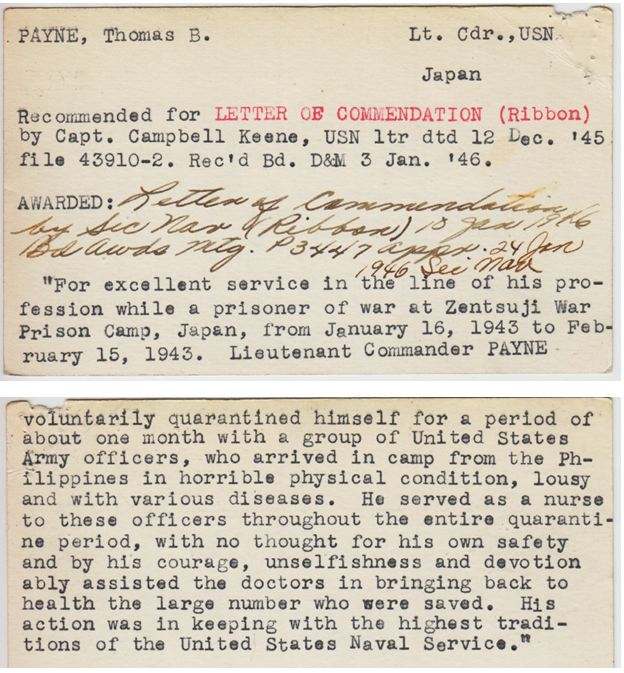 PAYNE, Thomas B. Lt. Cdr.,USN
Japan
Recommended for LETTER OF COMMENDATION (Ribbon)
by Capt. Campbell Keene, USN ltr dtd 12 Dec. '45
file 43910-2. Rec'd Bd. D&M 3 Jan. '46.
AWARDED: Letter of Commendation
by Sec Nav (Ribbon) 15 Jan 1946
Bd Awds Mtg. P3447 appr. 24 Jan
1946 Sec Nav
"For excellent service in the line of his pro-
fession while a prisoner of war at Zentsuji War
Prison Camp, Japan, from January 16, 1943 to Feb-
ruary 15, 1943. Lieutenant Commander PAYNE
voluntarily quarantined himself for a period of
about one month with a group of United States
Army officers, who arrived in camp from the Ph-
ilippines in horrible physical condition, lousy
and with various diseases. He served as a nurse
to these officers throughout the entire quaranti-
ne period, with no thought for his own safety
and by his courage, unselfishness and devotion
ably assisted the doctors in bringing back to
health the large number who were saved. His
action was in keeping with the highest tradi-
tions of the United States Naval Service."